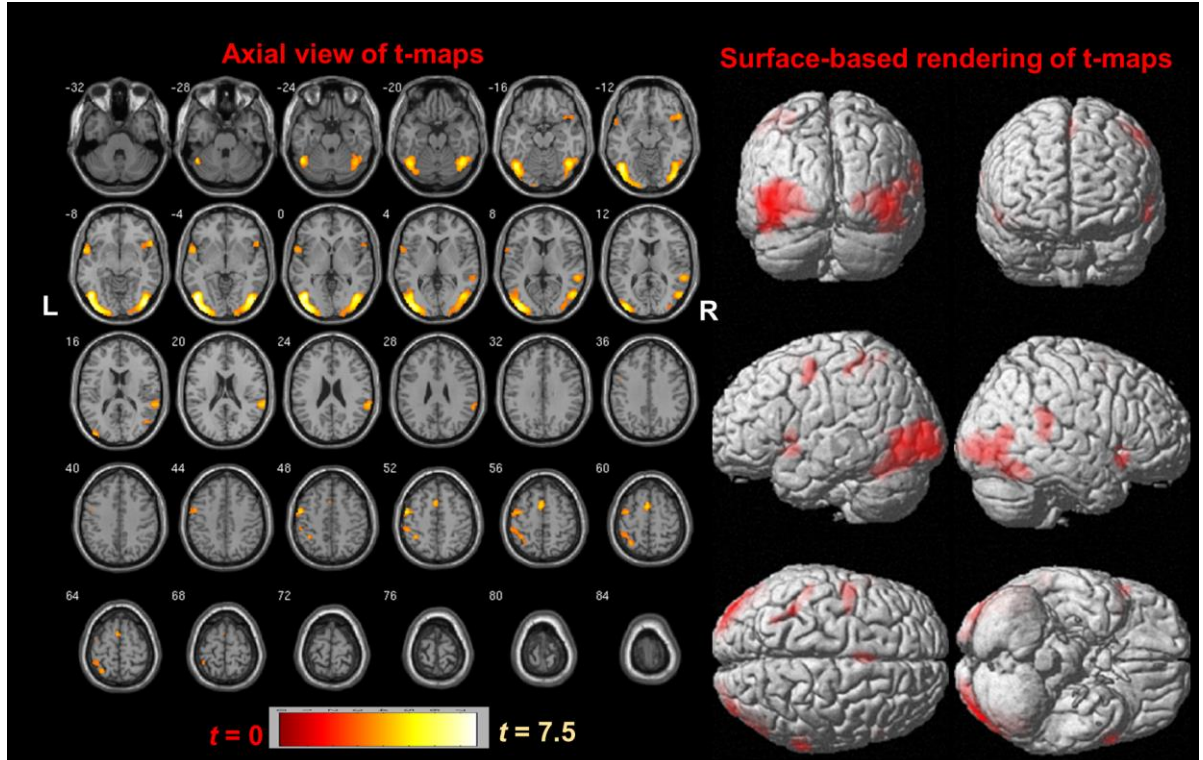 Axial view of t-maps
Surface-based rendering of t-maps
-32 -28 -24 -20 -16 -12
-8 -4 0 4 8 12
L R
16 20 24 28 32 36
40 44 48 52 56 60
64 68 72 76 80 84
t = 0 t = 7.5